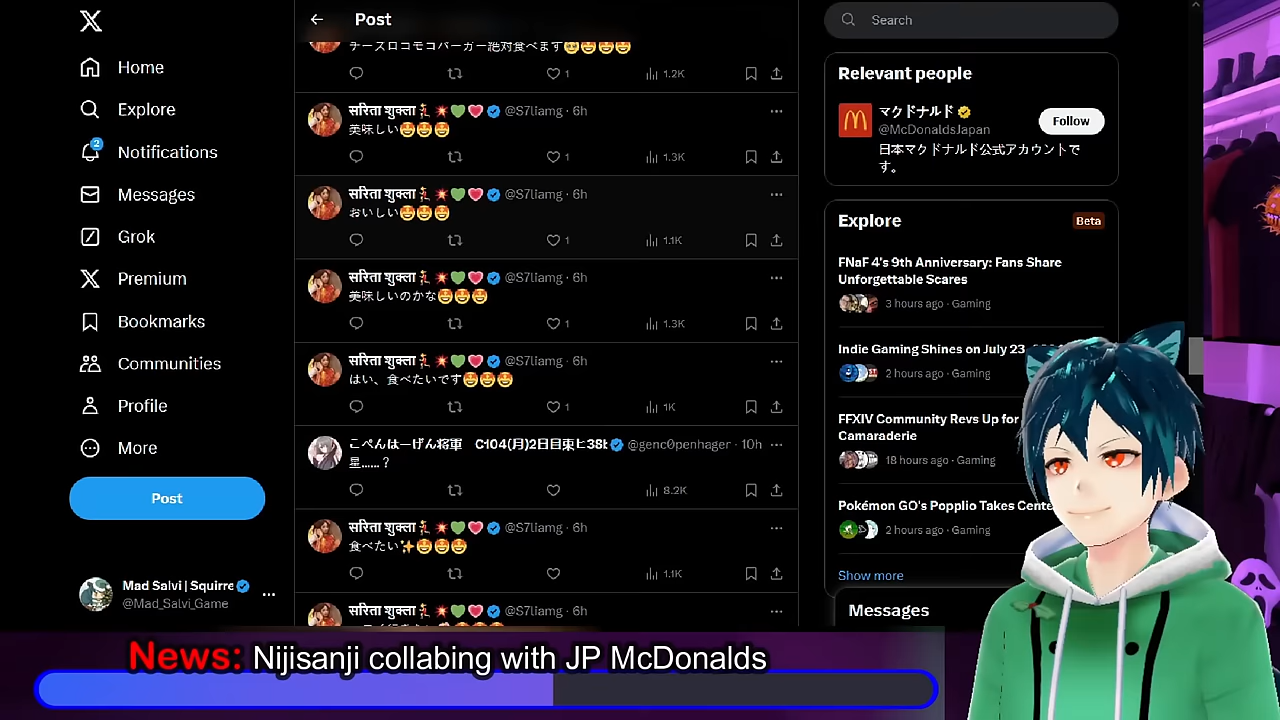 Home
Explore
2
Notifications
Messages
Grok
Premium
Bookmarks
Communities
Profile
More
Post
Mad Salvi | Squirre
@Mad_Salvi_Game
Post
チーズロコモコバーガー絶対食べます🥹🤩🤩🤩
1 1.2K
सरिता शुक्ला💃💥💚💗 @S7liamg · 6h
美味しい🤩🤩🤩
1 1.3K
सरिता शुक्ला💃💥💚💗 @S7liamg · 6h
おいしい🤩🤩🤩
1 1.1K
सरिता शुक्ला💃💥💚💗 @S7liamg · 6h
美味しいのかな🤩🤩🤩
1 1.3K
सरिता शुक्ला💃💥💚💗 @S7liamg · 6h
はい、食べたいです🤩🤩🤩
1 1K
こぺんはーげん将軍 C104(月)2日目東ヒ38b @genc0penhager · 10h
星......？
8.2K
सरिता शुक्ला💃💥💚💗 @S7liamg · 6h
食べたい✨🤩🤩🤩
1.1K
सरिता शुक्ला💃💥💚💗 @S7liamg · 6h
Search
Relevant people
マクドナルド
@McDonaldsJapan
Follow
日本マクドナルド公式アカウントで
す。
Explore
Beta
FNaF 4's 9th Anniversary: Fans Share
Unforgettable Scares
3 hours ago · Gaming
Indie Gaming Shines on July 23
2 hours ago · Gaming
FFXIV Community Revs Up for
Camaraderie
18 hours ago · Gaming
Pokémon GO's Popplio Takes Cente
2 hours ago · Gaming
Show more
Messages
News: Nijisanji collabing with JP McDonalds